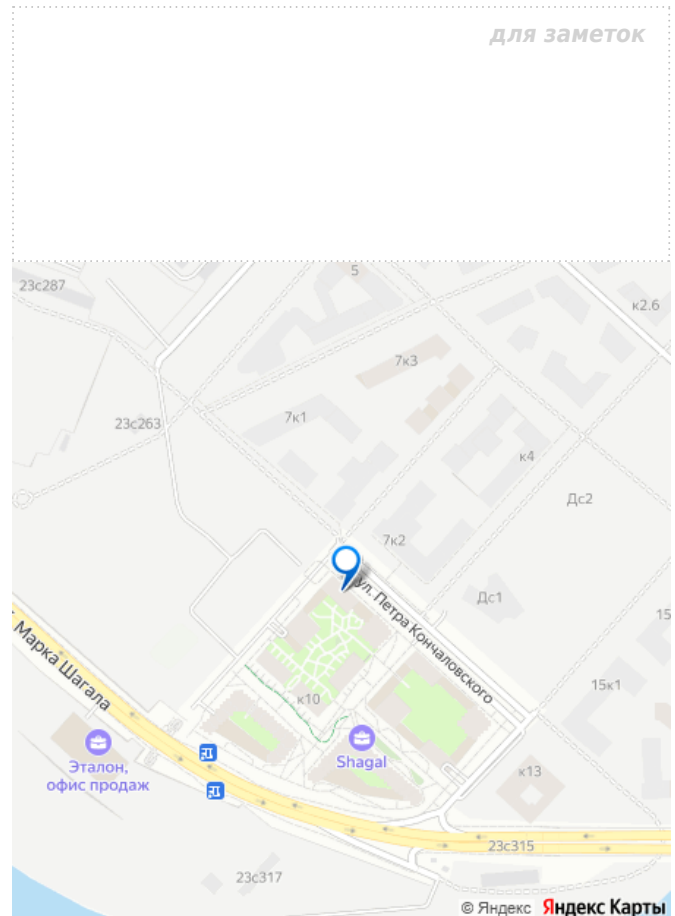 для заметок
5
23с287
к2.6
7к3
7к1
23с263
к4
Дс2
7к2
Дс1
ул. Петра Кончаловского
15
Марка Шагала
15к1
к10
Shagal
Эталон,
офис продаж
к13
23с315
23с317
© Яндекс Яндекс Карты